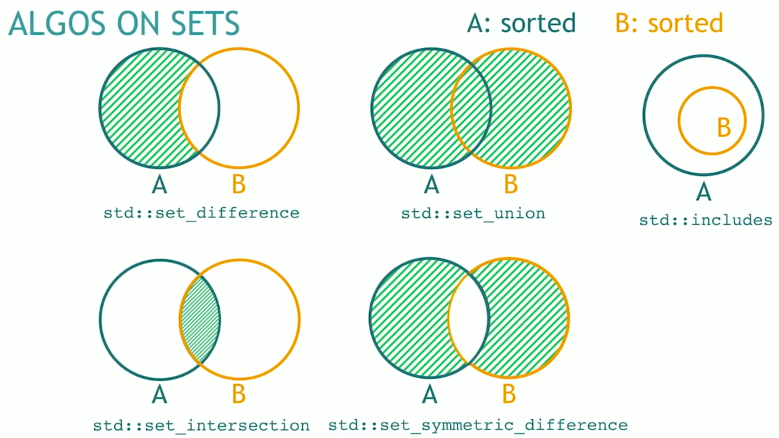 ALGOS ON SETS
A: sorted
B: sorted
A
B
std::set_difference
A
B
std::set_union
B
A
std::includes
A
B
std::set_intersection
A
B
std::set_symmetric_difference